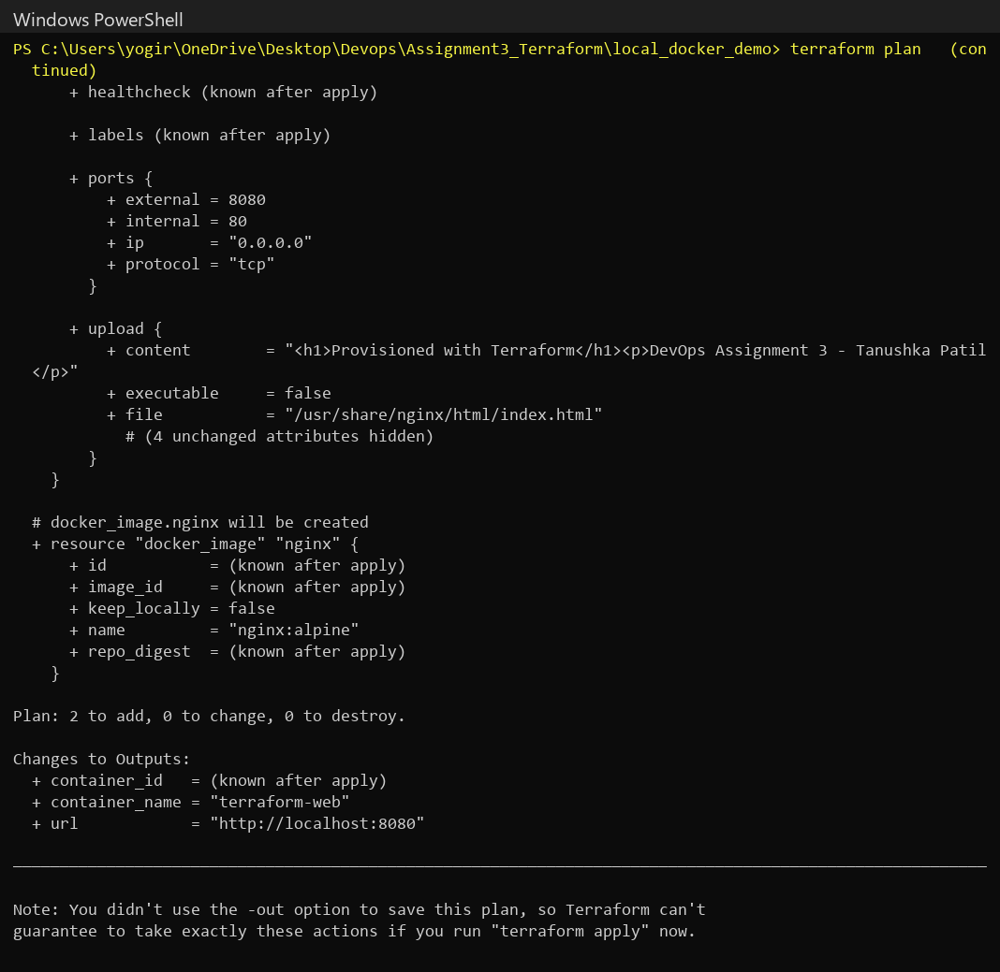 Windows PowerShell
PS C:\Users\yogir\OneDrive\Desktop\Devops\Assignment3_Terraform\local_docker_demo> terraform plan   (con
  tinued)
      + healthcheck (known after apply)

      + labels (known after apply)

      + ports {
          + external = 8080
          + internal = 80
          + ip       = "0.0.0.0"
          + protocol = "tcp"
        }

      + upload {
          + content        = "<h1>Provisioned with Terraform</h1><p>DevOps Assignment 3 - Tanushka Patil
  </p>"
          + executable     = false
          + file           = "/usr/share/nginx/html/index.html"
            # (4 unchanged attributes hidden)
        }
    }

  # docker_image.nginx will be created
  + resource "docker_image" "nginx" {
      + id           = (known after apply)
      + image_id     = (known after apply)
      + keep_locally = false
      + name         = "nginx:alpine"
      + repo_digest  = (known after apply)
    }

Plan: 2 to add, 0 to change, 0 to destroy.

Changes to Outputs:
  + container_id   = (known after apply)
  + container_name = "terraform-web"
  + url            = "http://localhost:8080"

Note: You didn't use the -out option to save this plan, so Terraform can't
guarantee to take exactly these actions if you run "terraform apply" now.